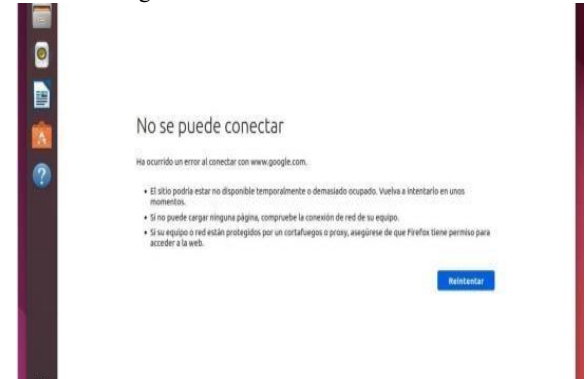 No se puede conectar
Ha ocurrido un error al conectar con www.google.com.
• El sitio podría estar no disponible temporalmente o demasiado ocupado. Vuelva a intentarlo en unos
momentos.
• Si no puede cargar ninguna página, compruebe la conexión de red de su equipo.
• Si su equipo o red están protegidos por un cortafuegos o proxy, asegúrese de que Firefox tiene permiso para
acceder a la web.
Reintentar